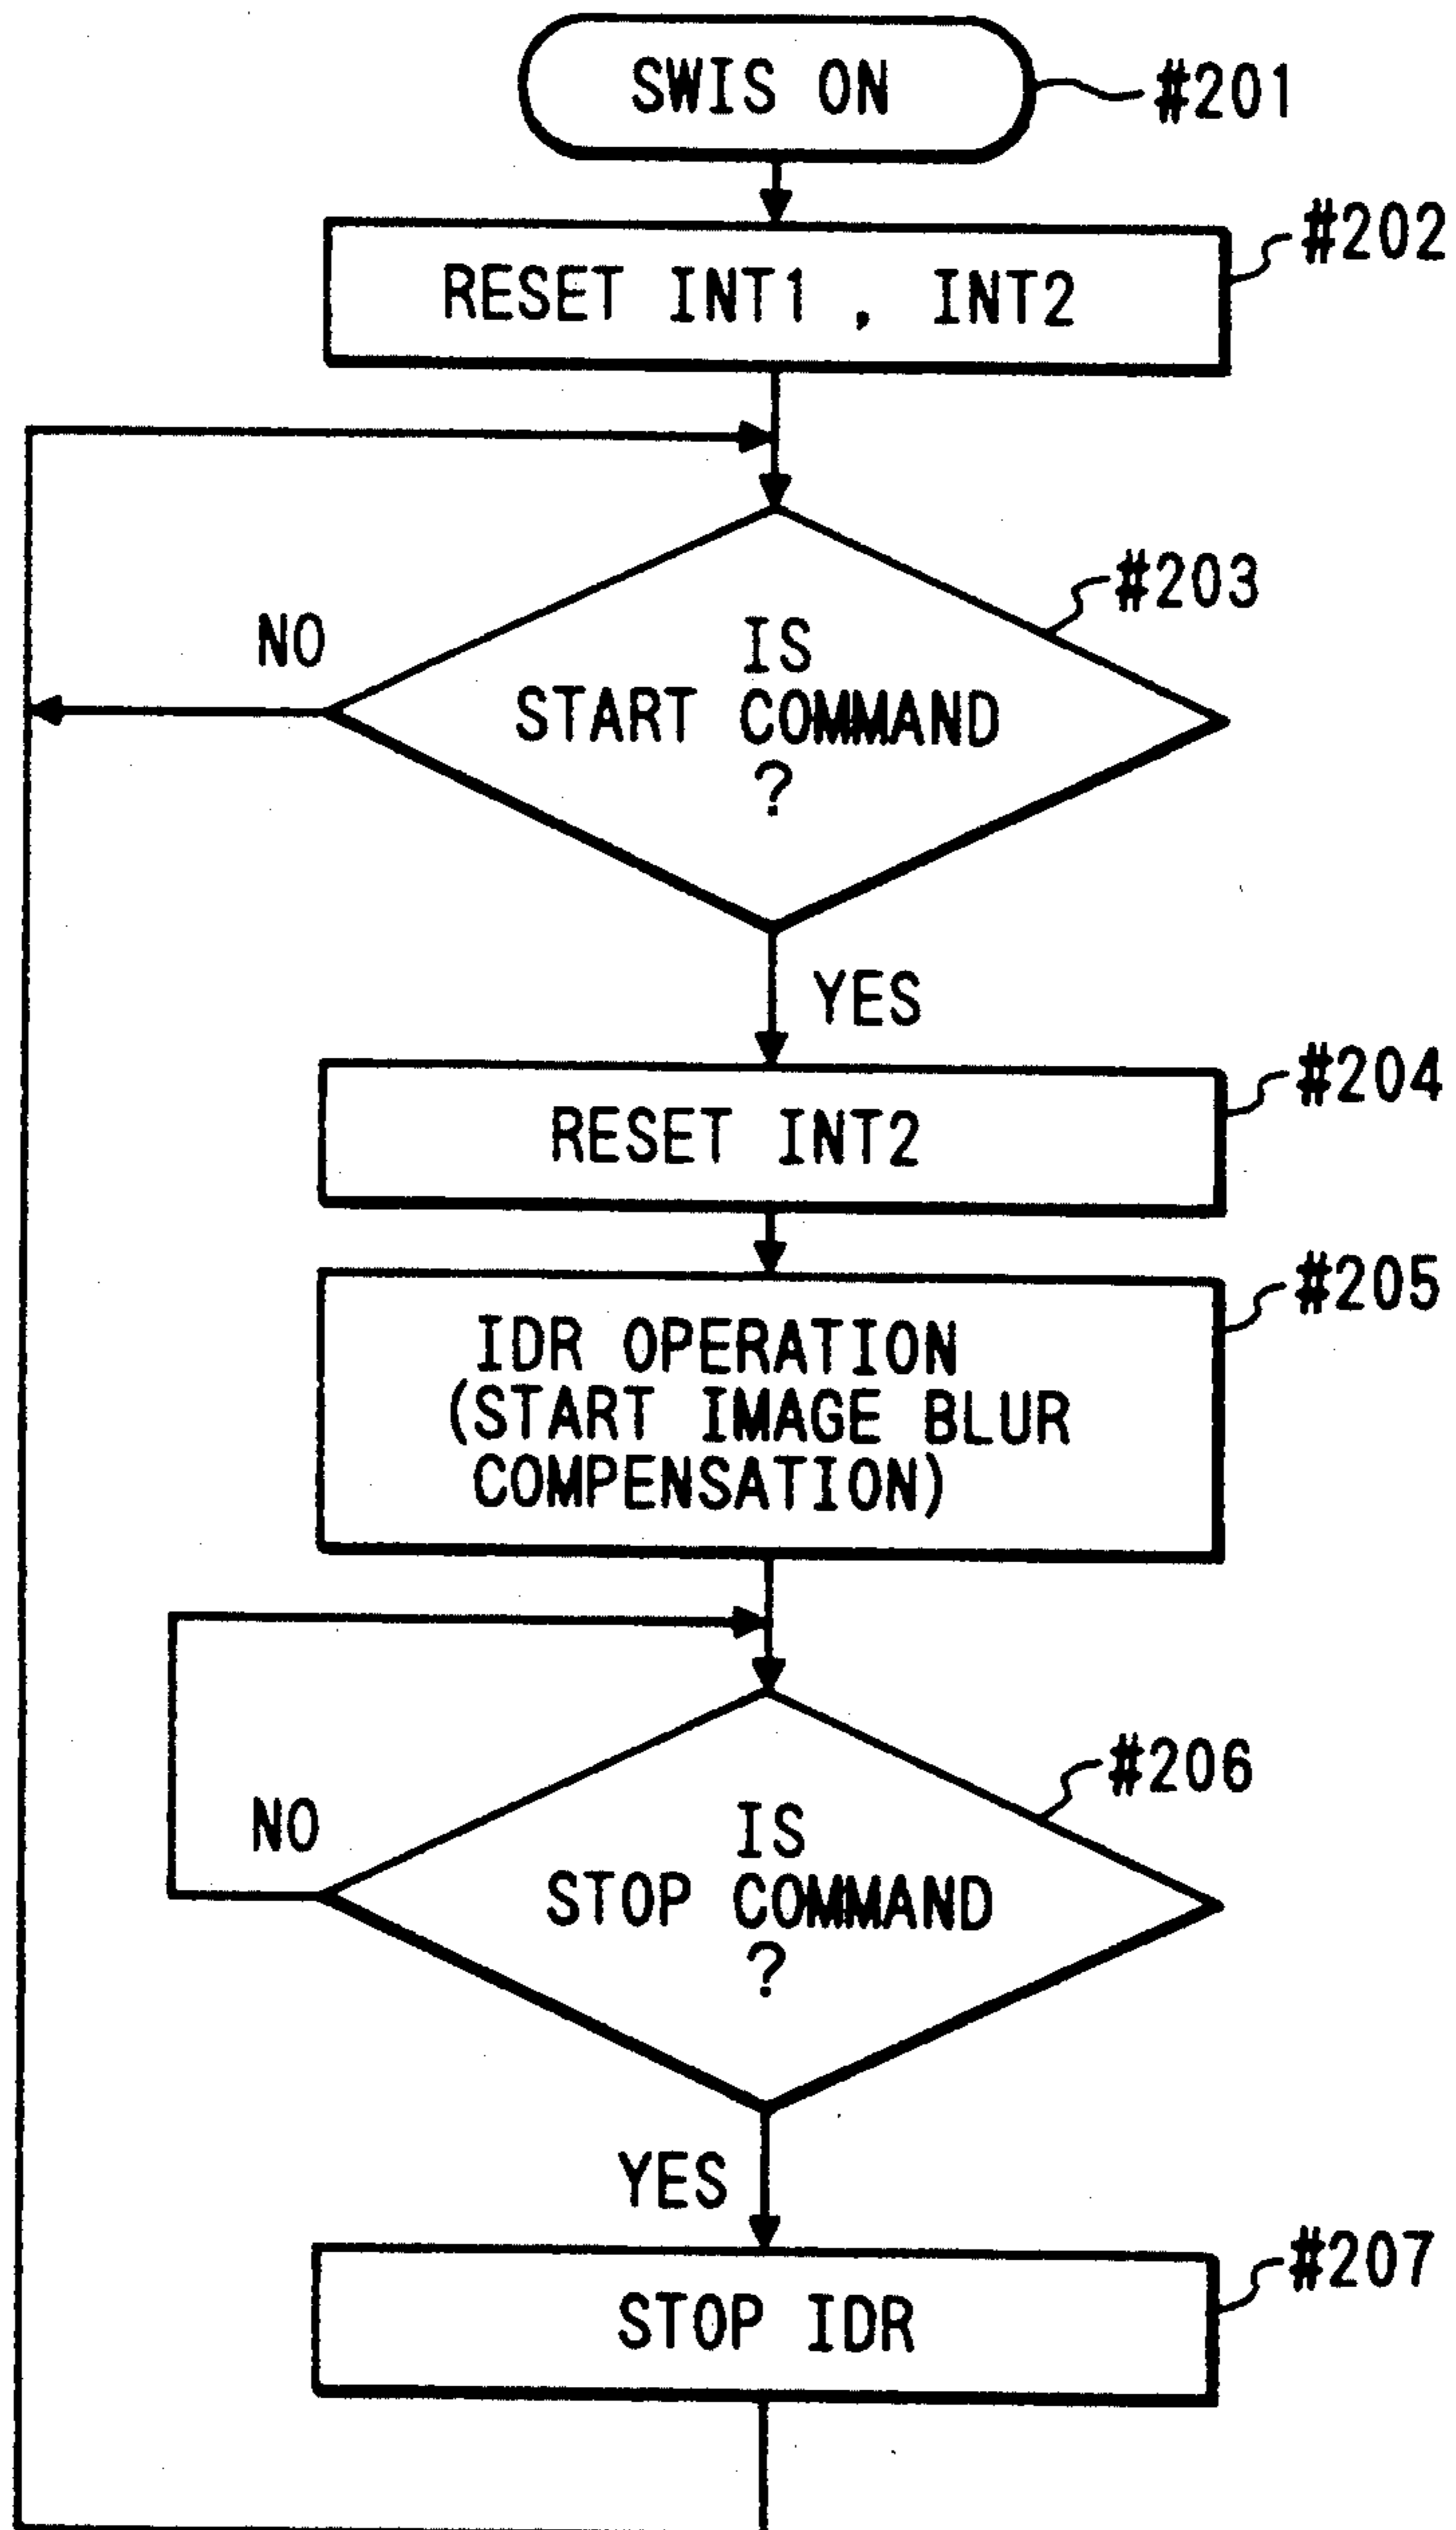 SWIS ON
#201
RESET INT1 , INT2
#202
#203
NO
IS
START COMMAND
?
YES
RESET INT2
#204
IDR OPERATION
(START IMAGE BLUR
COMPENSATION)
#205
#206
NO
IS
STOP COMMAND
?
YES
STOP IDR
#207